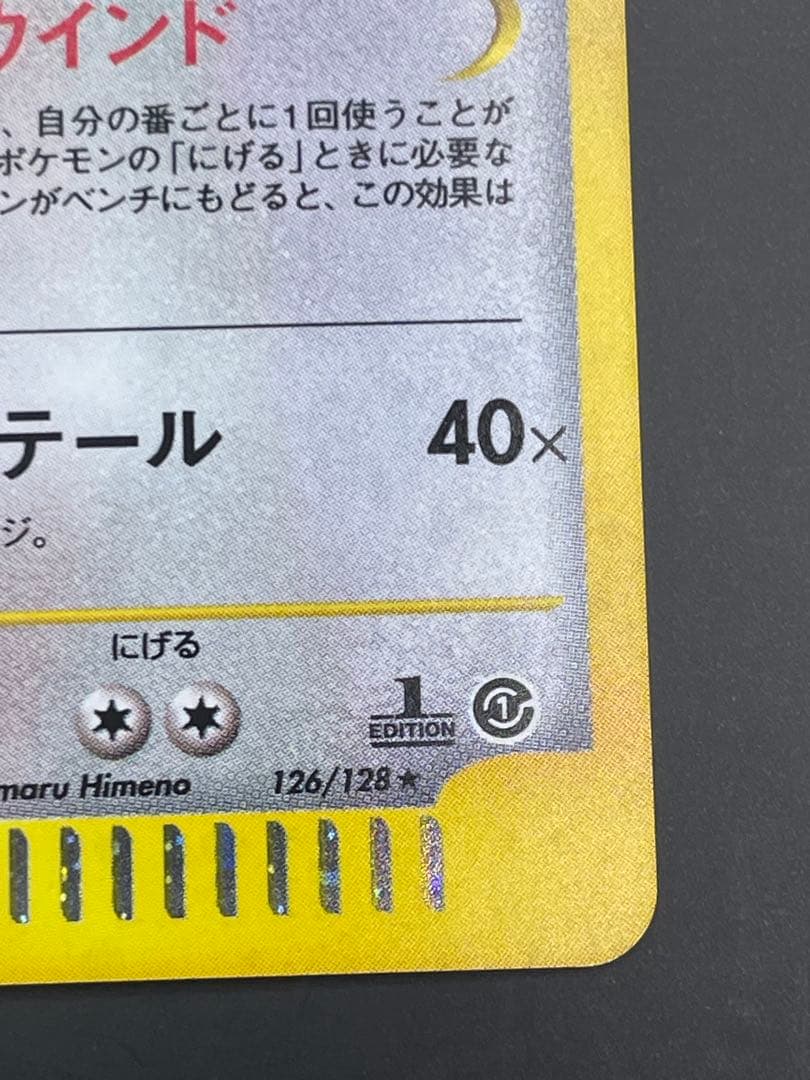 ウインド
、自分の番ごとに1回使うことが
ポケモンの「にげる」ときに必要な
ンがベンチにもどると、この効果は
テール 40×
ジ。
にげる
1
EDITION
1
maru Himeno 126/128★